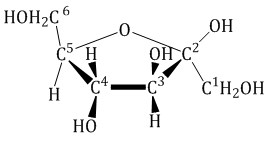 HOH₂C⁶
O
OH
C⁵ H OH C²
C⁴ C³ C¹H₂OH
H
HO H